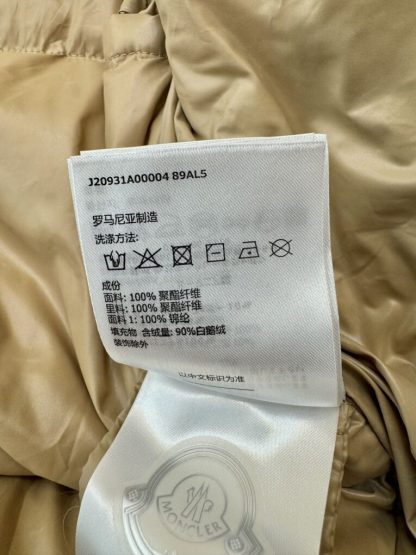 J20931A00004 89AL5
罗马尼亚制造
洗涤方法:
成份
面料: 100% 聚酯纤维
里料: 100% 聚酯纤维
面料 1: 100% 锦纶
填充物 含绒量: 90%白鹅绒
装饰除外
以中文标识为准
MONCLER